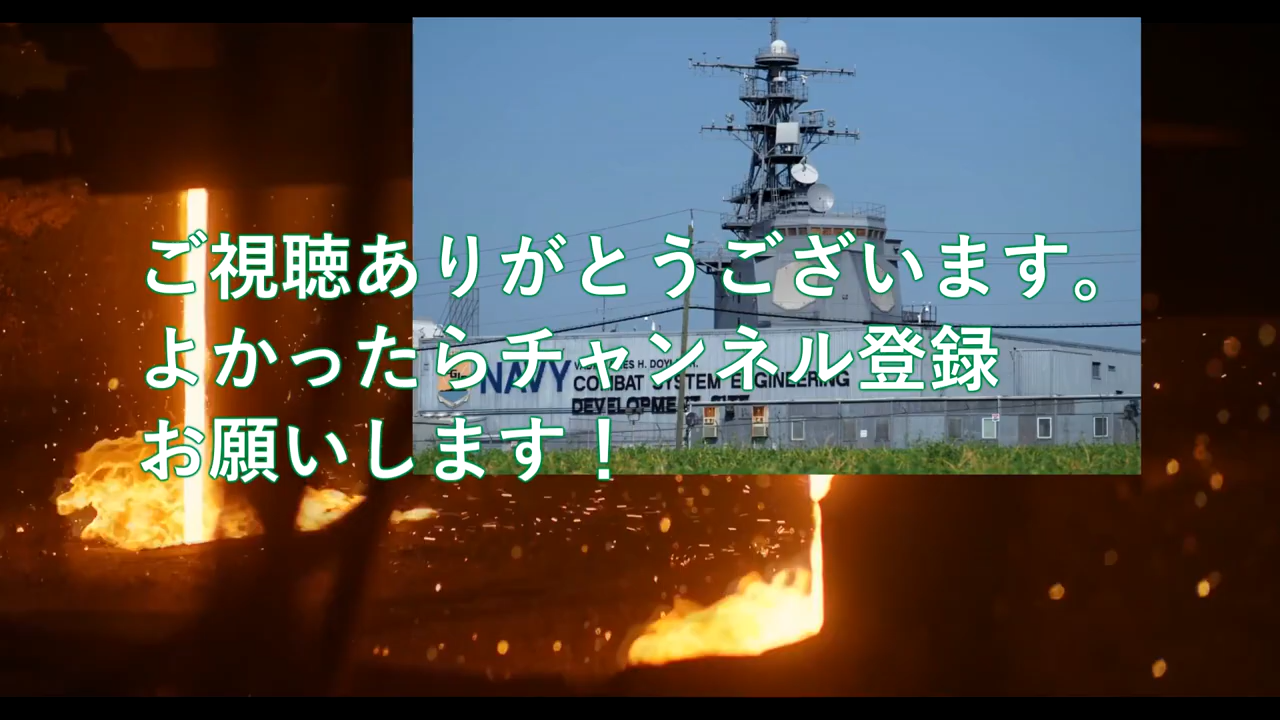 ご視聴ありがとうございます。
よかったらチャンネル登録
お願いします！
NAVY
COMBAT SYSTEM ENGINEERING
DEVELOPMENT